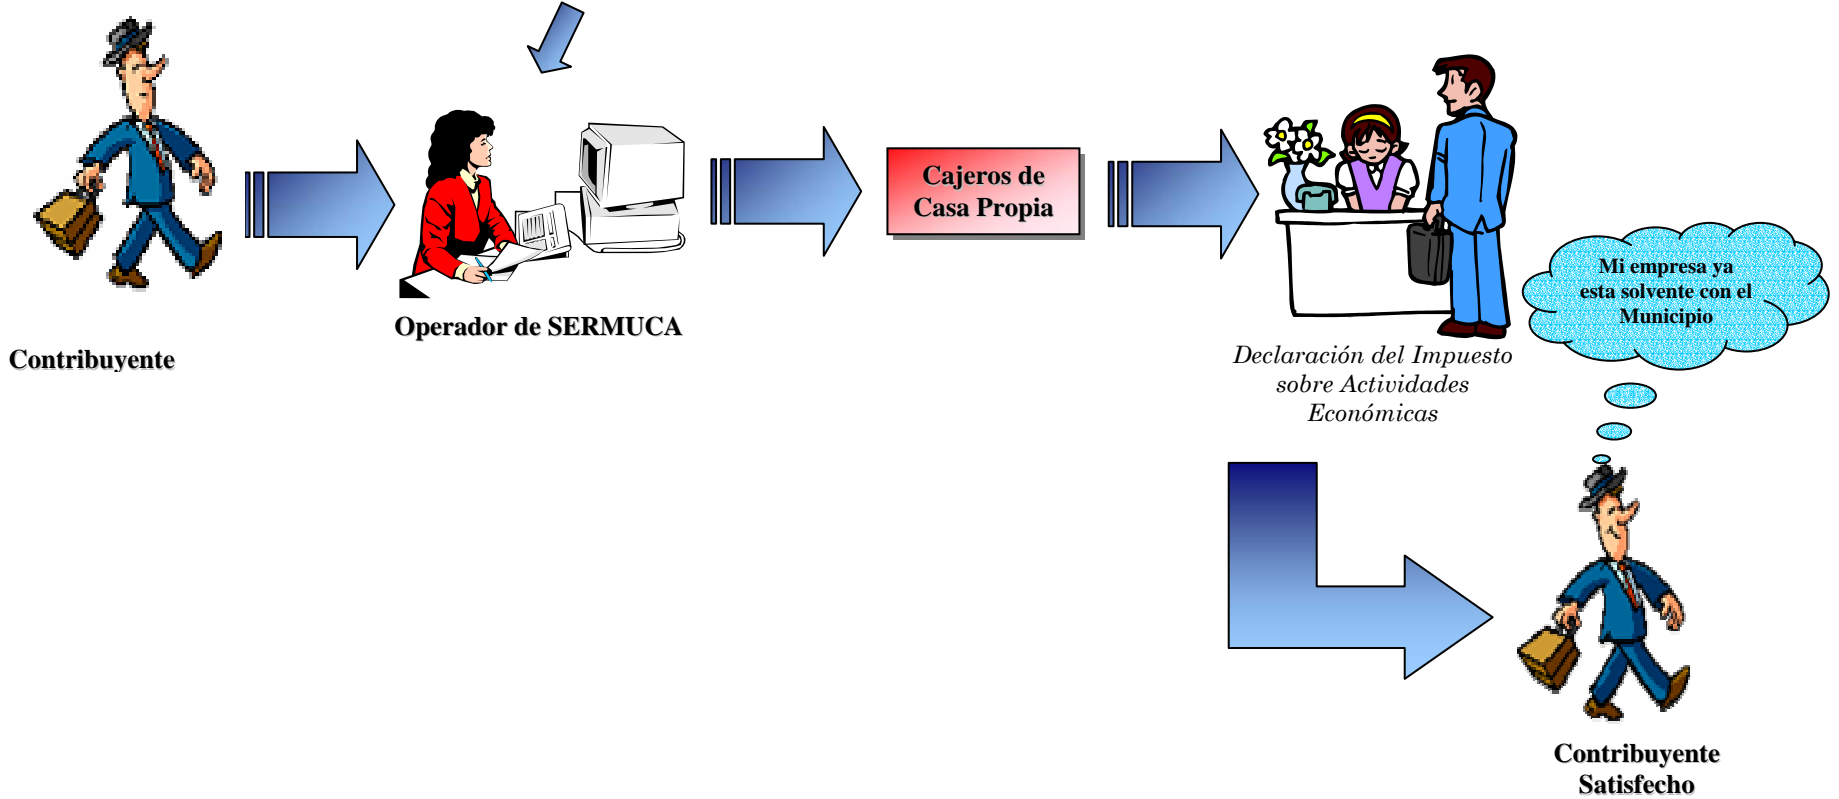 Contribuyente
Operador de SERMUCA
Cajeros de
Casa Propia
Declaración del Impuesto
sobre Actividades
Económicas
Mi empresa ya
esta solvente con el
Municipio
Contribuyente
Satisfecho